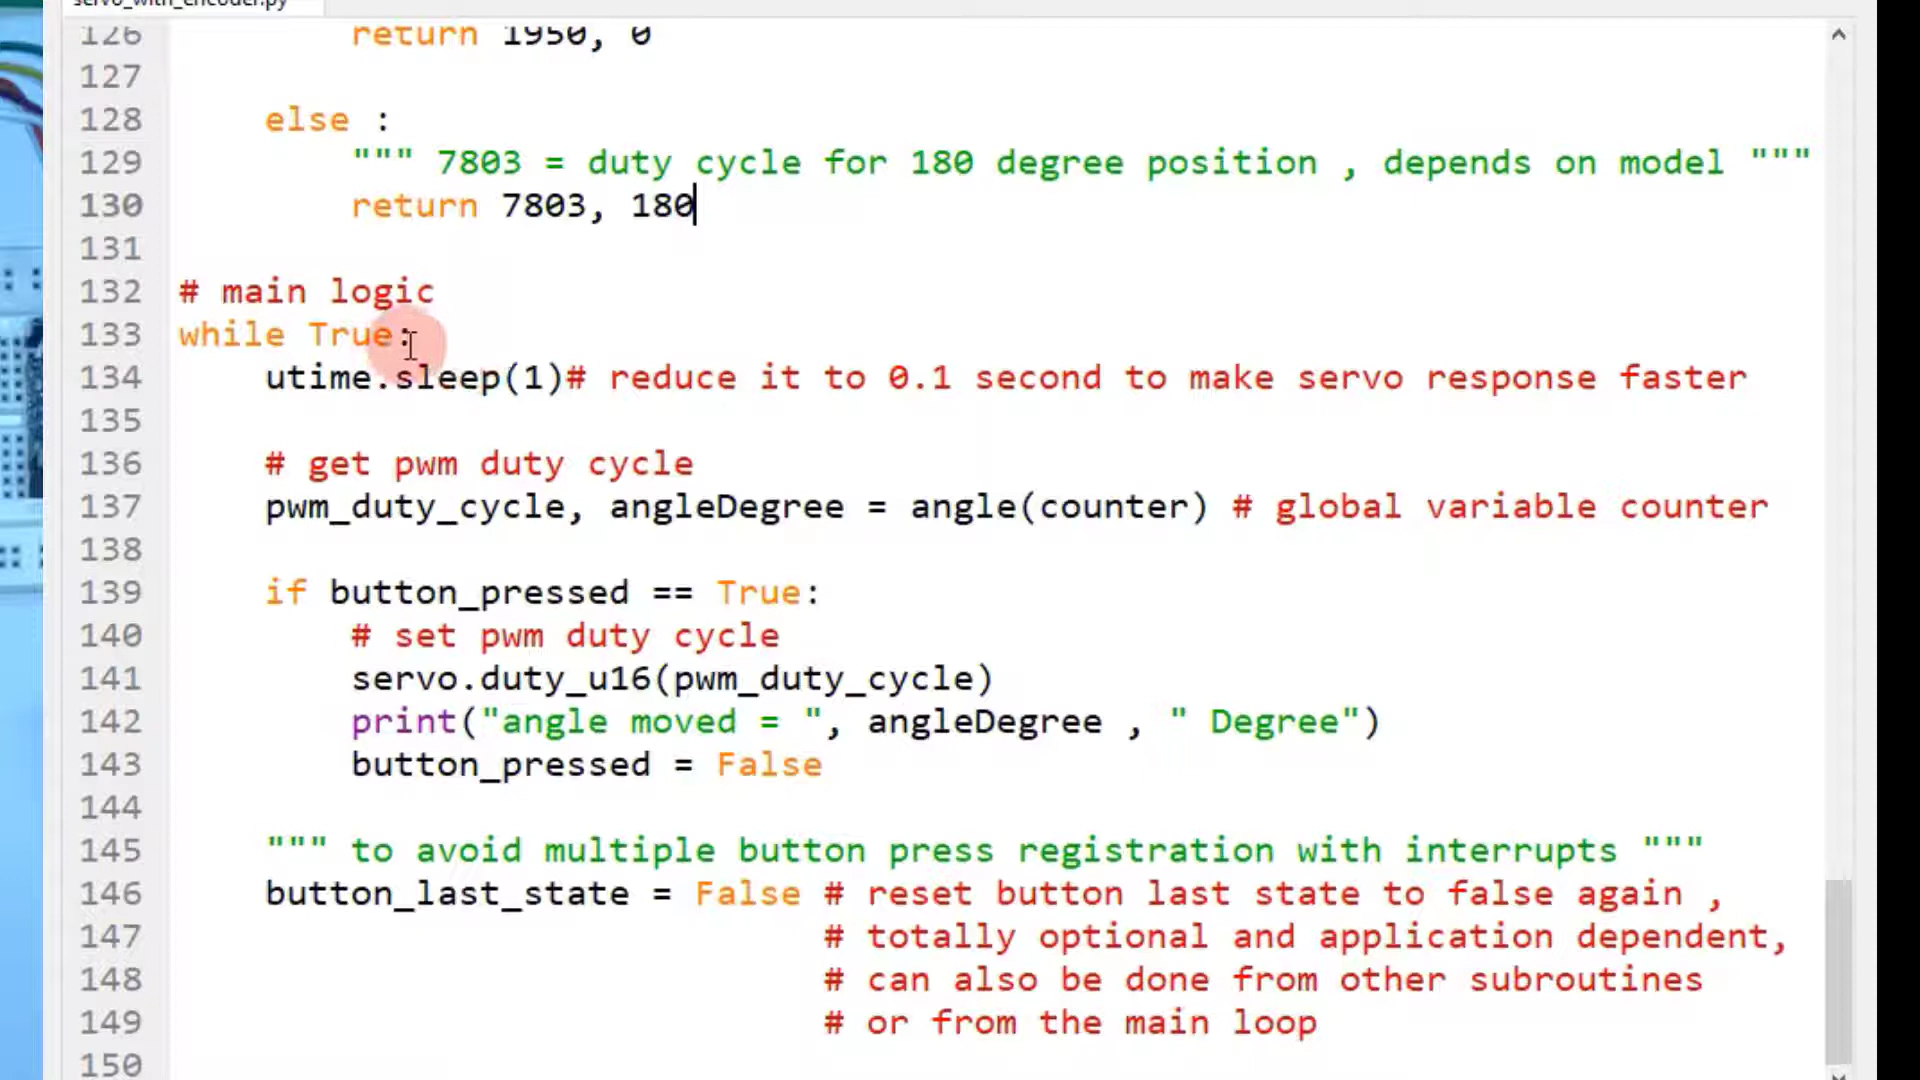 servo_with_encoder.py
126 return 1950, 0
127
128 else :
129 """ 7803 = duty cycle for 180 degree position , depends on model """
130 return 7803, 180
131
132 # main logic
133 while True:
134 utime.sleep(1)# reduce it to 0.1 second to make servo response faster
135
136 # get pwm duty cycle
137 pwm_duty_cycle, angleDegree = angle(counter) # global variable counter
138
139 if button_pressed == True:
140 # set pwm duty cycle
141 servo.duty_u16(pwm_duty_cycle)
142 print("angle moved = ", angleDegree , " Degree")
143 button_pressed = False
144
145 """ to avoid multiple button press registration with interrupts """
146 button_last_state = False # reset button last state to false again ,
147 # totally optional and application dependent,
148 # can also be done from other subroutines
149 # or from the main loop
150